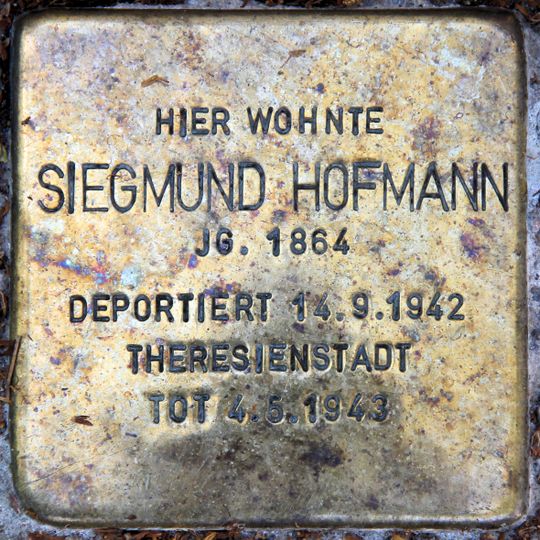 HIER WOHNTE
SIEGMUND HOFMANN
JG. 1864
DEPORTIERT 14.9.1942
THERESIENSTADT
TOT 4.5.1943